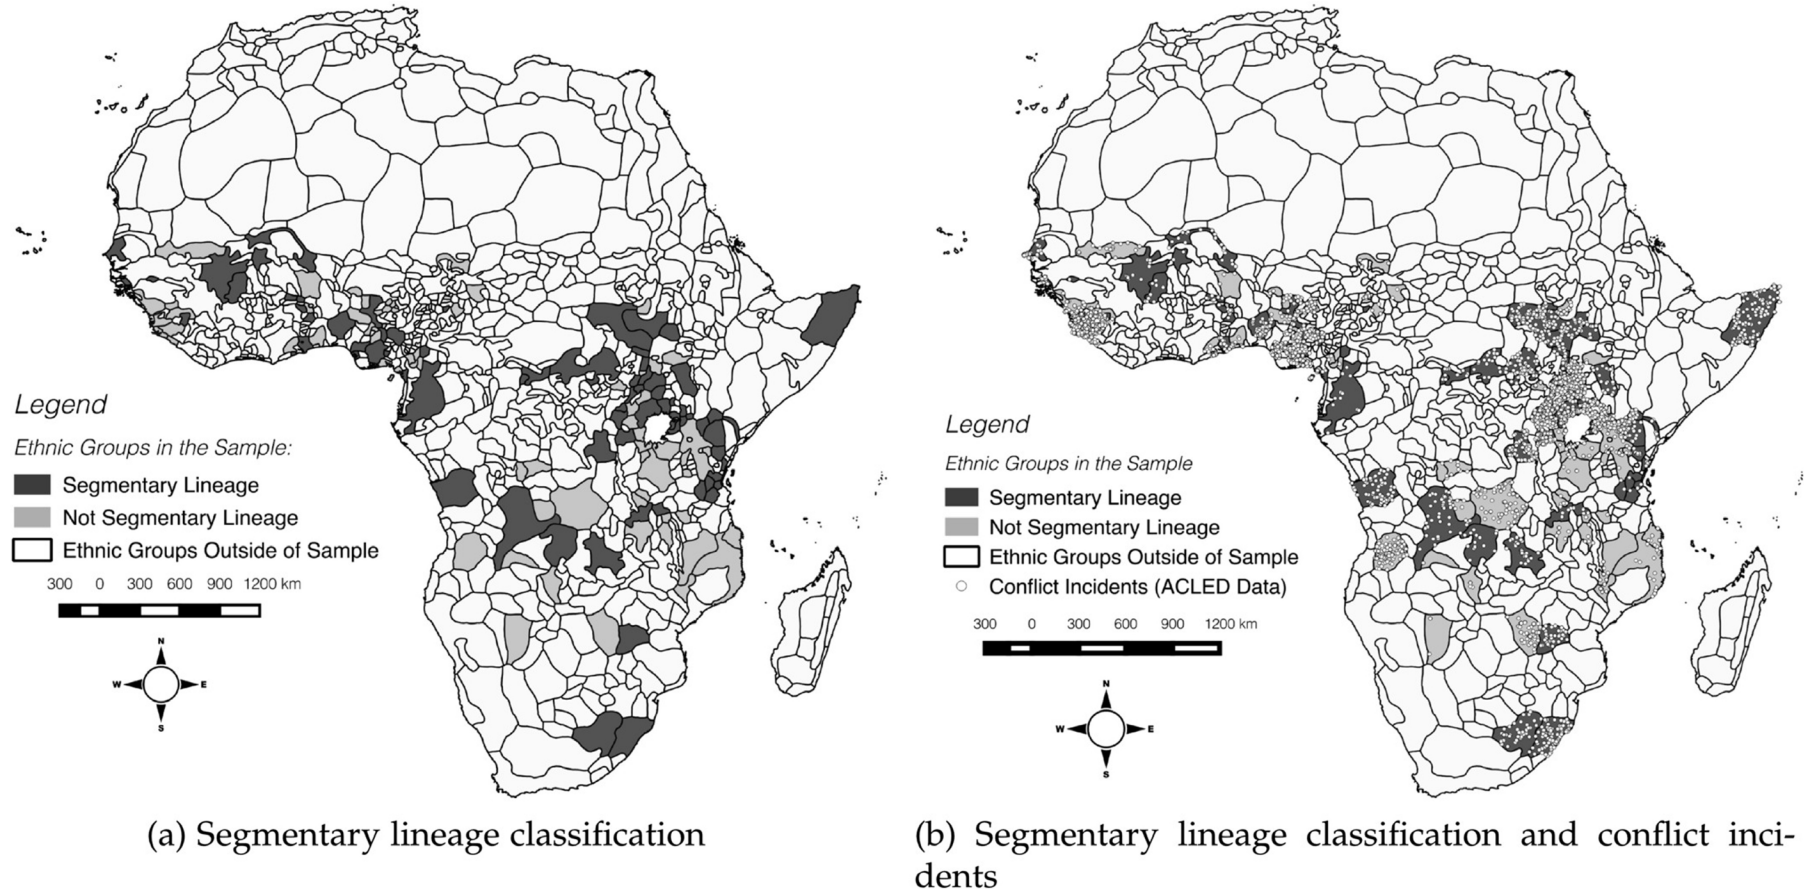 Legend
Ethnic Groups in the Sample:
Segmentary Lineage
Not Segmentary Lineage
Ethnic Groups Outside of Sample
300 0 300 600 900 1200 km
N
W E
S
(a) Segmentary lineage classification
Legend
Ethnic Groups in the Sample
Segmentary Lineage
Not Segmentary Lineage
Ethnic Groups Outside of Sample
Conflict Incidents (ACLED Data)
300 0 300 600 900 1200 km
N
W E
S
(b) Segmentary lineage classification and conflict inci-
dents